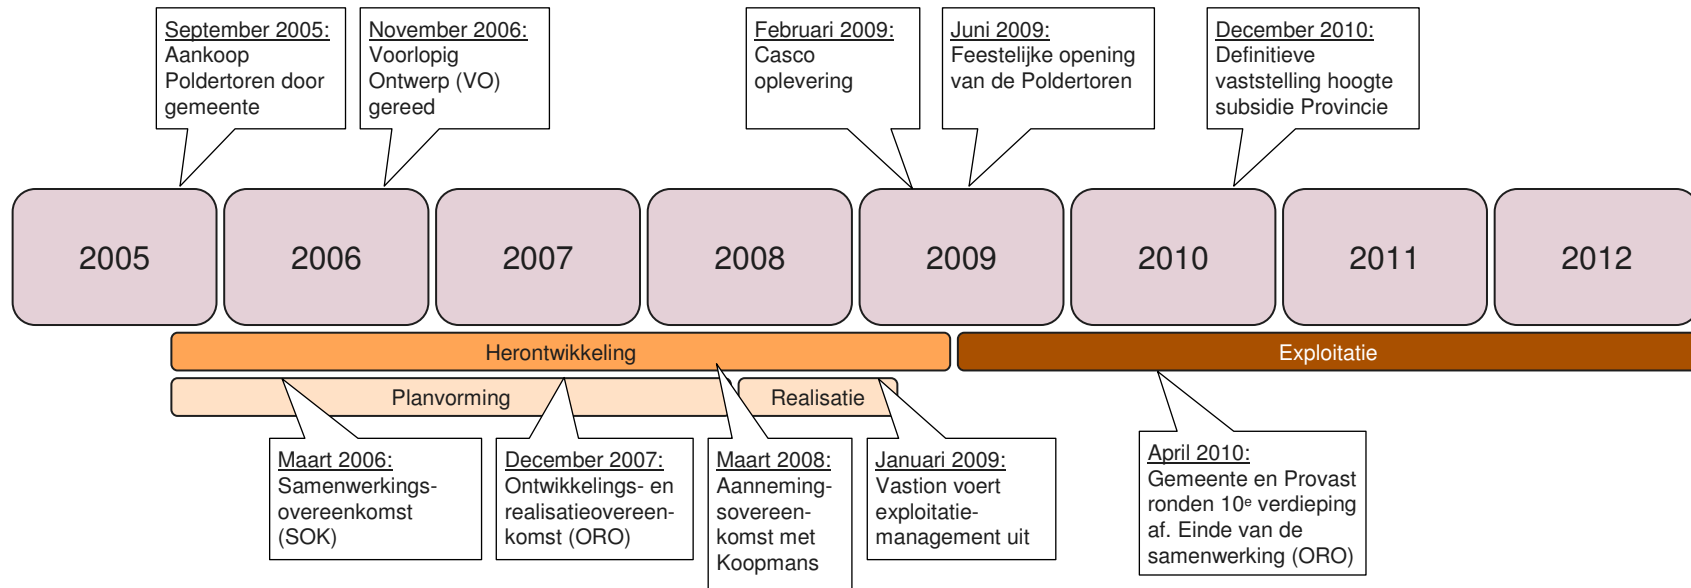 September 2005:
Aankoop
Poldertoren door
gemeente
November 2006:
Voorlopig
Ontwerp (VO)
gereed
Februari 2009:
Casco
oplevering
Juni 2009:
Feestelijke opening
van de Poldertoren
December 2010:
Definitieve
vaststelling hoogte
subsidie Provincie
2005
2006
2007
2008
2009
2010
2011
2012
Herontwikkeling
Exploitatie
Planvorming
Realisatie
Maart 2006:
Samenwerkings-
overeenkomst
(SOK)
December 2007:
Ontwikkelings- en
realisatieovereen-
komst (ORO)
Maart 2008:
Aanneming-
sovereen-
komst met
Koopmans
Januari 2009:
Vastion voert
exploitatie-
management uit
April 2010:
Gemeente en Provast
ronden 10e verdieping
af. Einde van de
samenwerking (ORO)